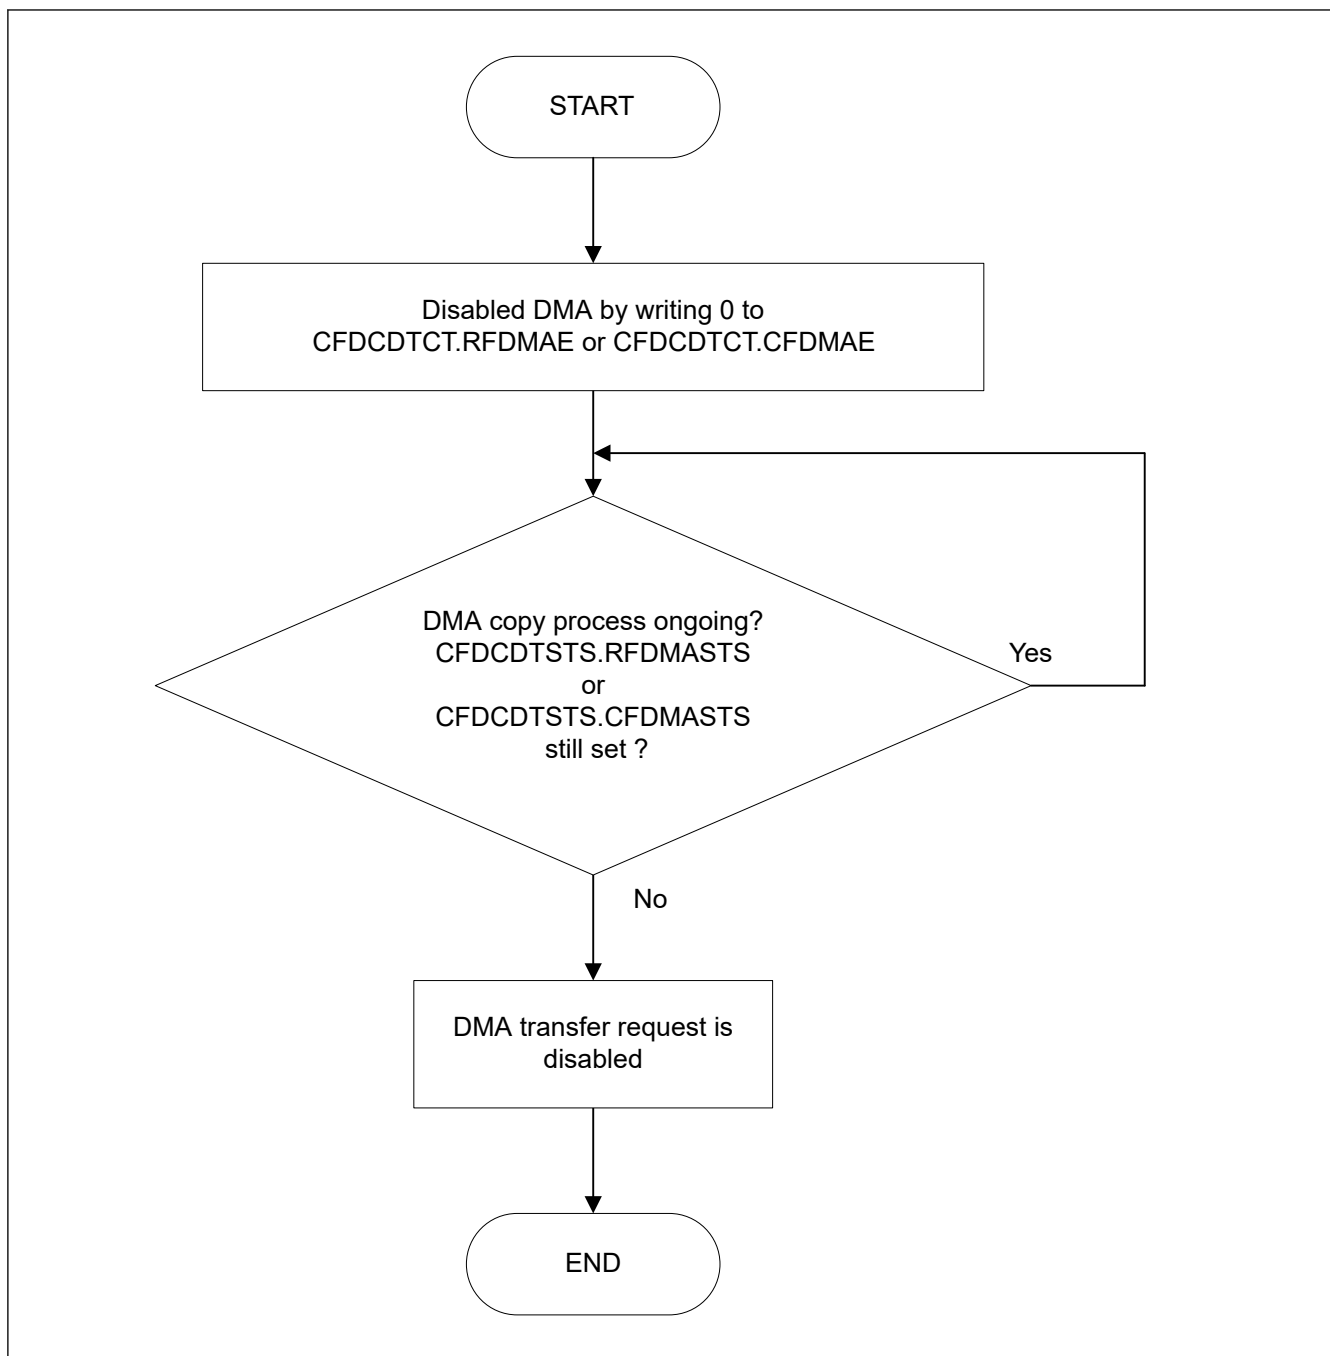 START
Disabled DMA by writing 0 to
CFDCDTCT.RFDMAE or CFDCDTCT.CFDMAE
DMA copy process ongoing?
CFDCDTSTS.RFDMASTS
or
CFDCDTSTS.CFDMASTS
still set ?
Yes
No
DMA transfer request is
disabled
END